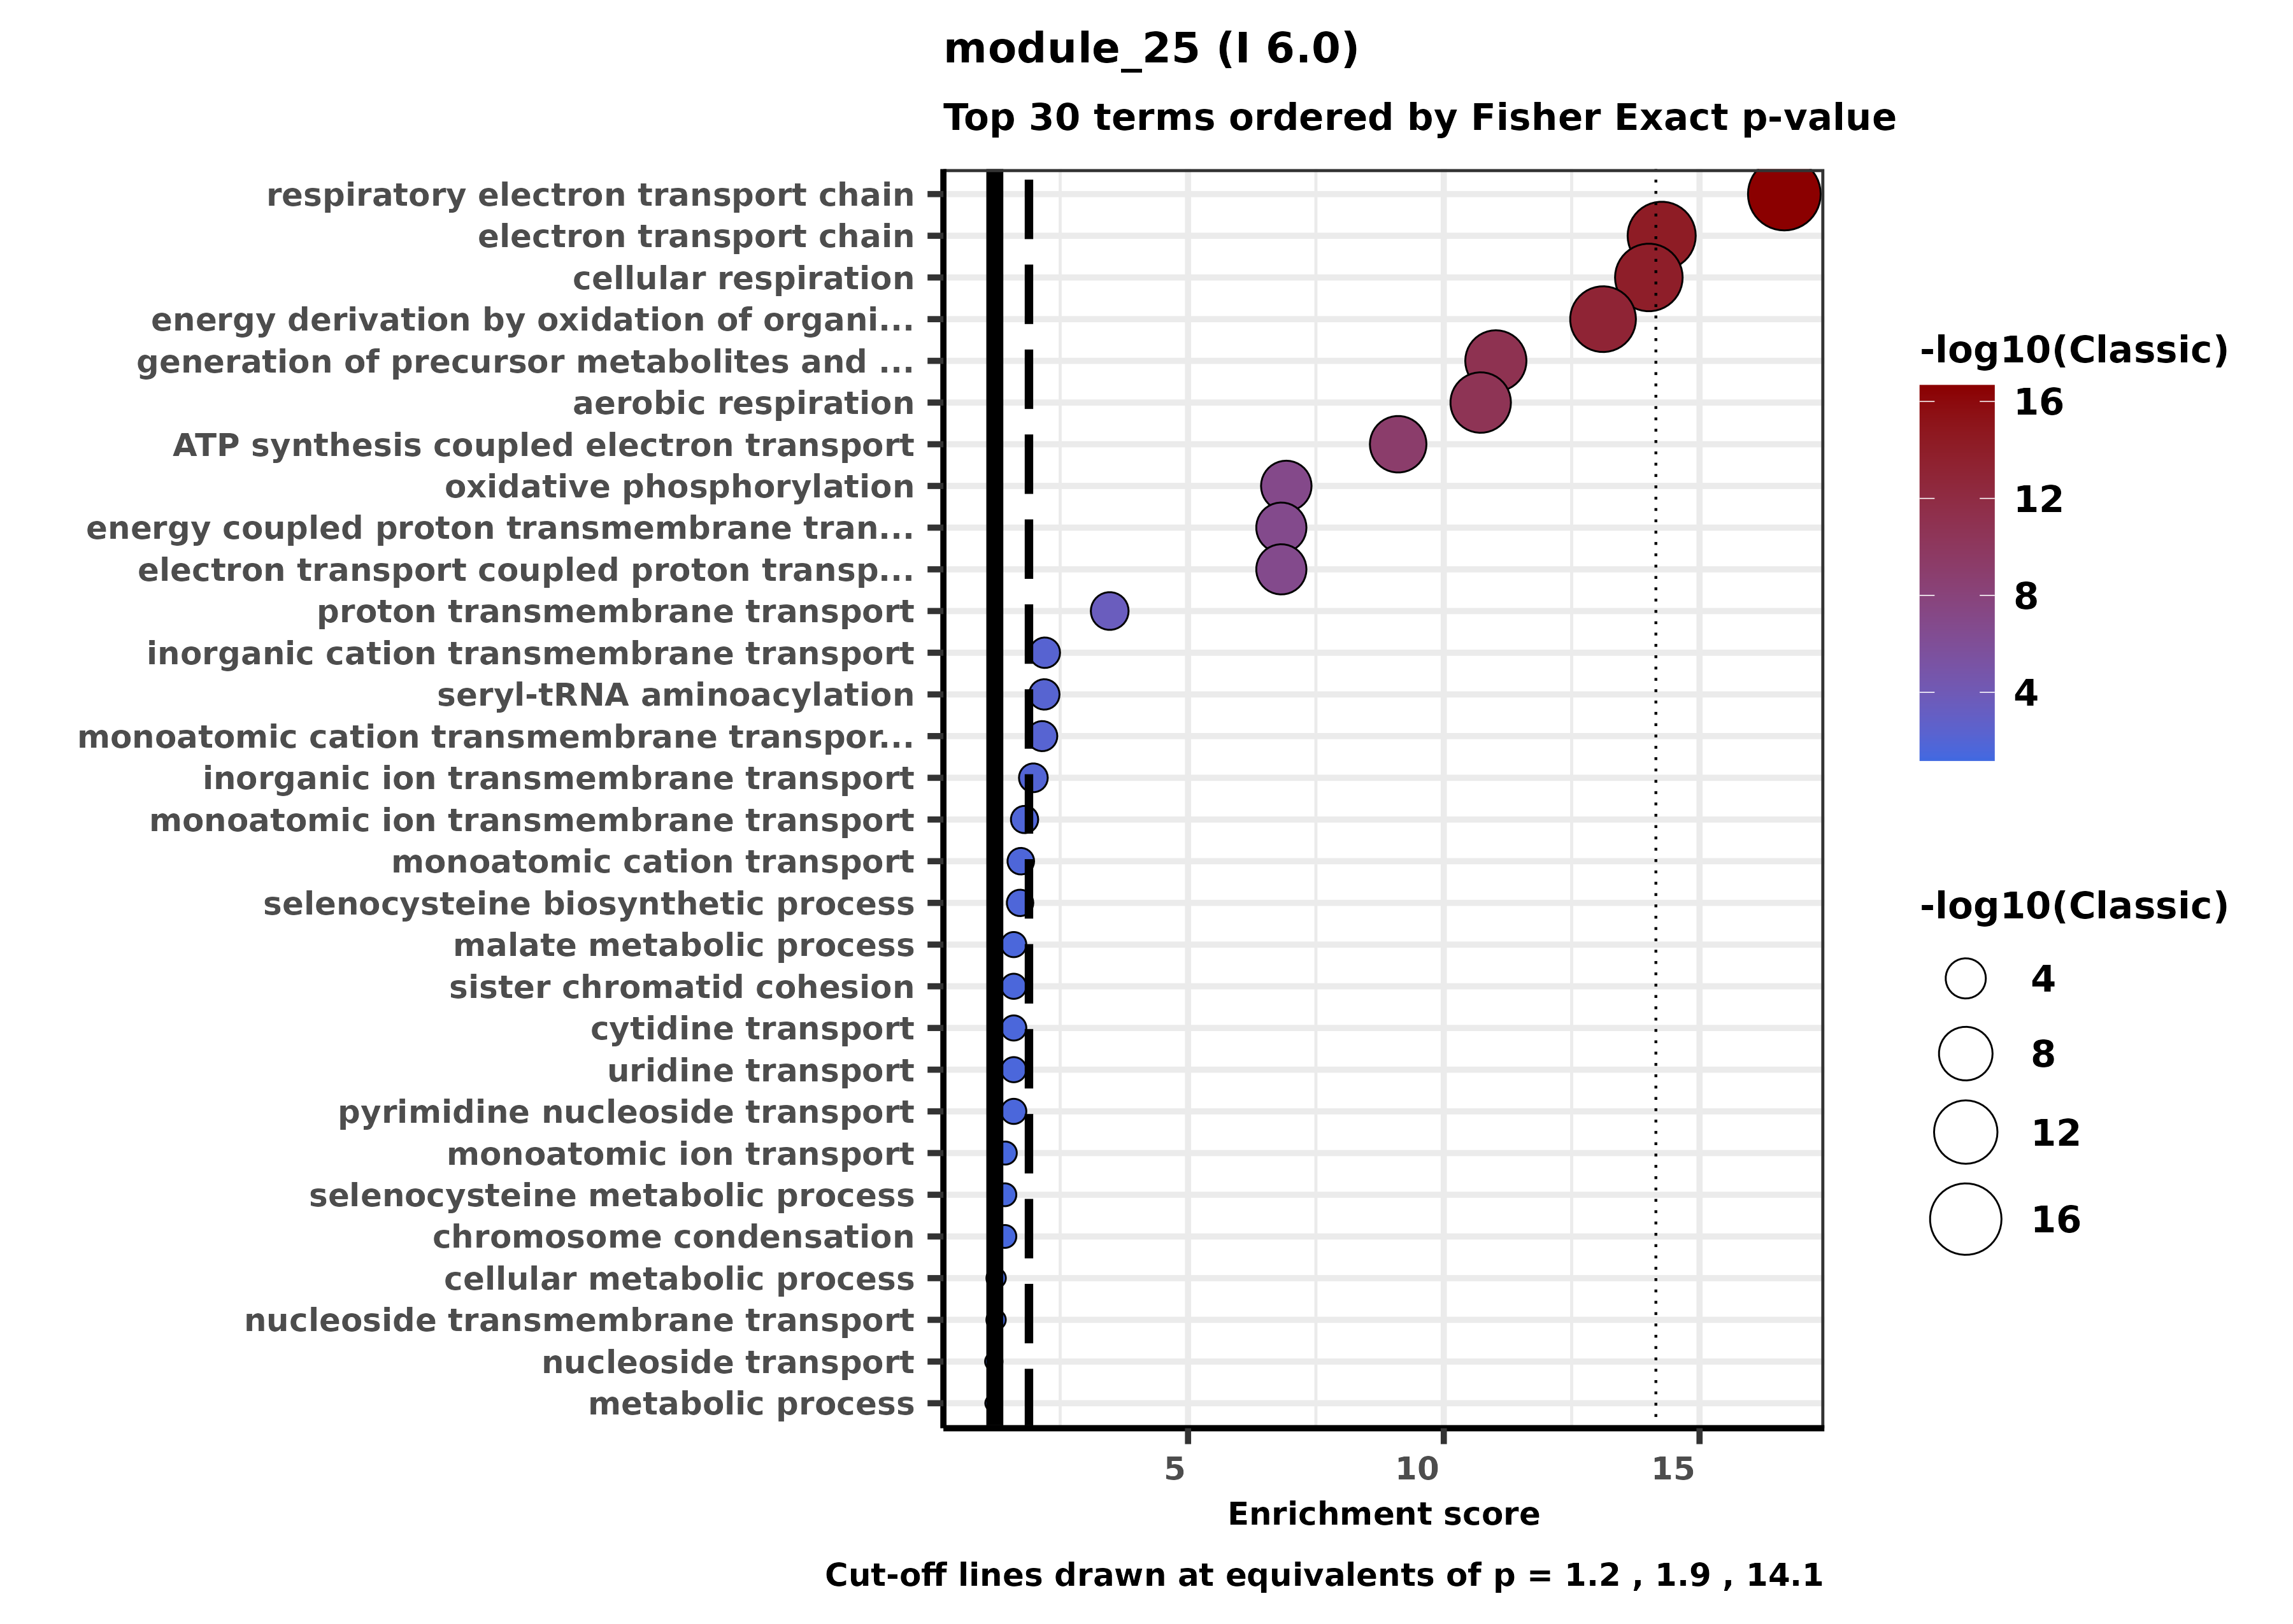 module_25 (I 6.0)
Top 30 terms ordered by Fisher Exact p-value
respiratory electron transport chain
electron transport chain
cellular respiration
energy derivation by oxidation of organi...
generation of precursor metabolites and ...
aerobic respiration
ATP synthesis coupled electron transport
oxidative phosphorylation
energy coupled proton transmembrane tran...
electron transport coupled proton transp...
proton transmembrane transport
inorganic cation transmembrane transport
seryl-tRNA aminoacylation
monoatomic cation transmembrane transpor...
inorganic ion transmembrane transport
monoatomic ion transmembrane transport
monoatomic cation transport
selenocysteine biosynthetic process
malate metabolic process
sister chromatid cohesion
cytidine transport
uridine transport
pyrimidine nucleoside transport
monoatomic ion transport
selenocysteine metabolic process
chromosome condensation
cellular metabolic process
nucleoside transmembrane transport
nucleoside transport
metabolic process
5 10 15
Enrichment score
Cut-off lines drawn at equivalents of p = 1.2 , 1.9 , 14.1
-log10(Classic)
16
12
8
4
-log10(Classic)
4
8
12
16